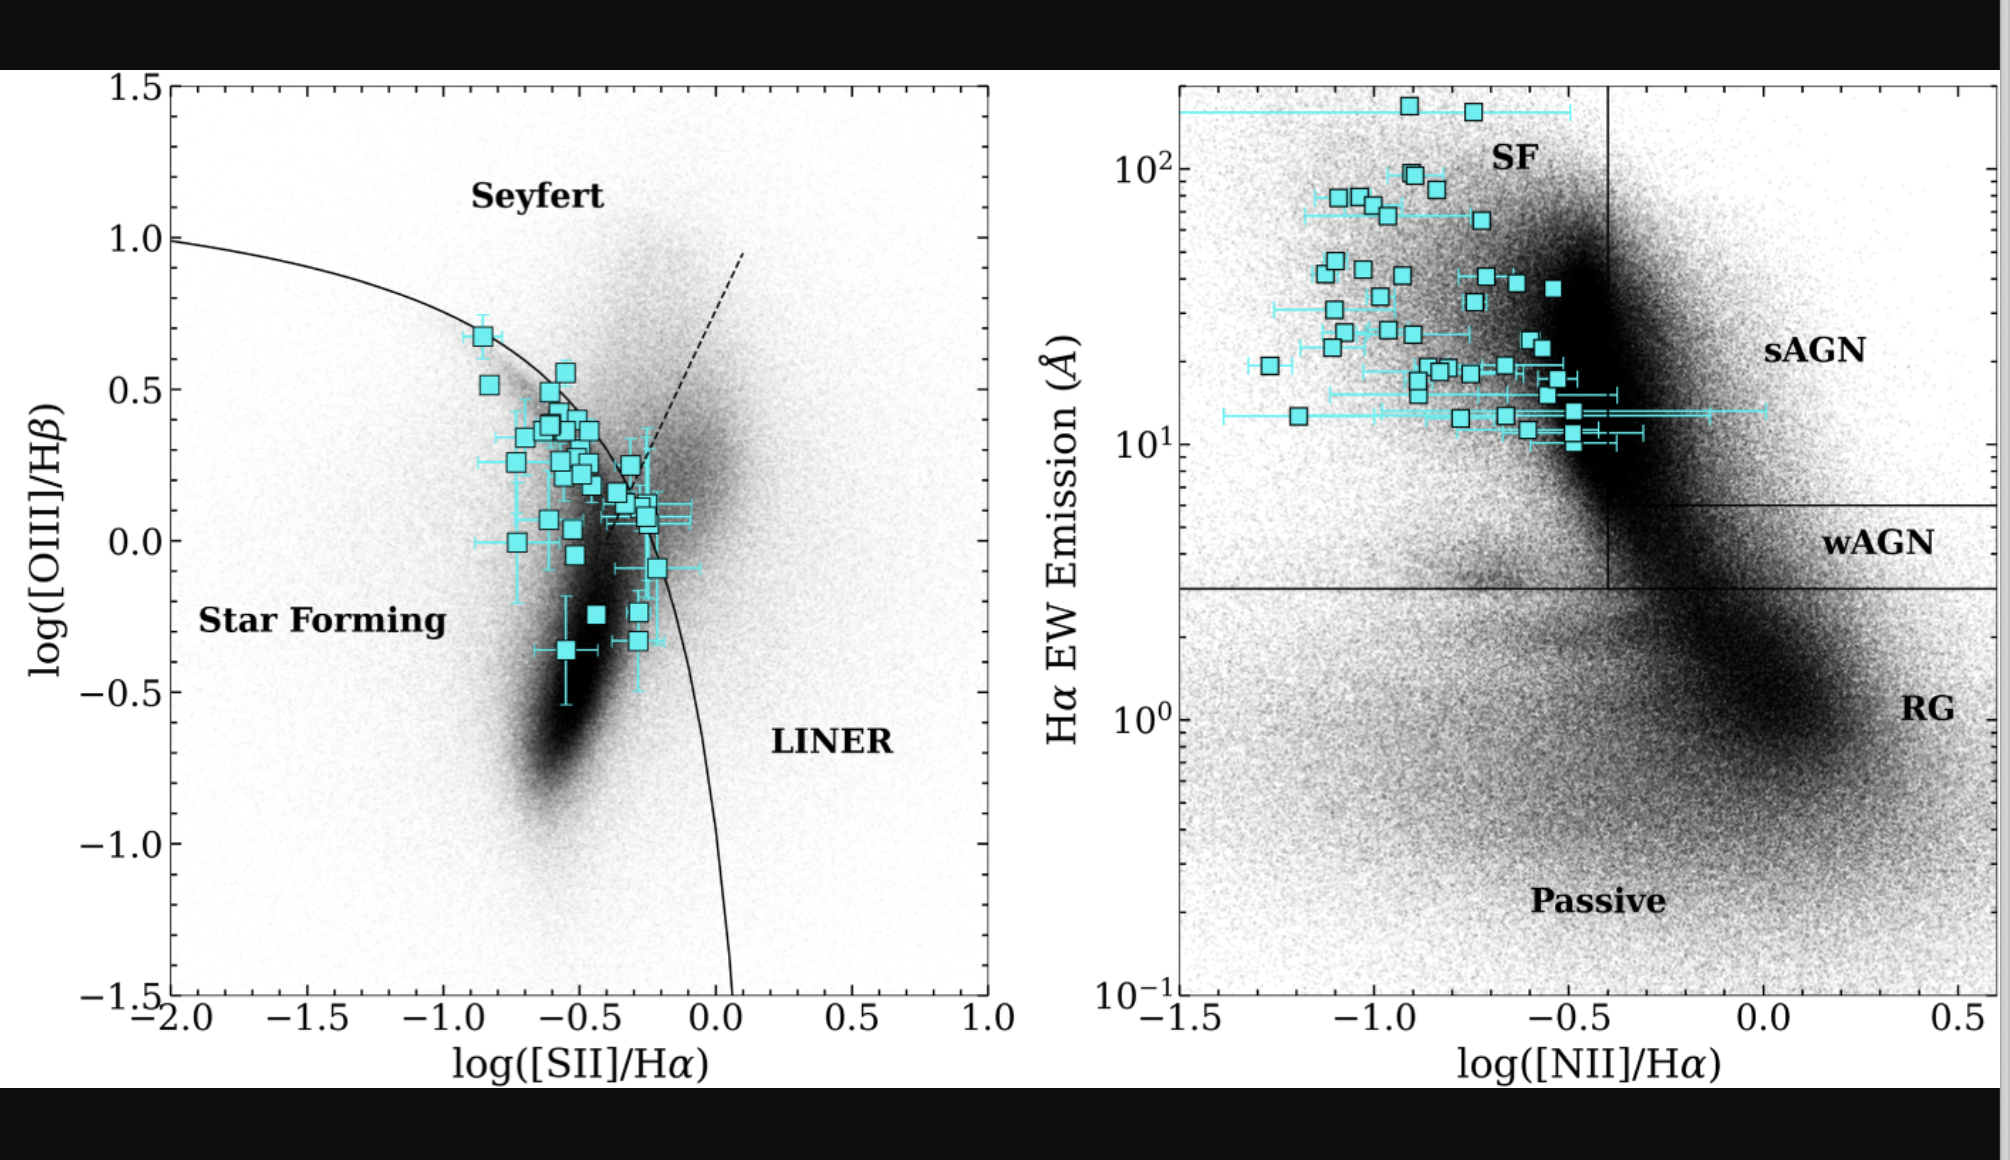 1.5
1.0
0.5
0.0
−0.5
−1.0
−1.5
log([OIII]/Hβ)
Seyfert
Star Forming
LINER
−2.0 −1.5 −1.0 −0.5 0.0 0.5 1.0
log([SII]/Hα)
10²
10¹
10⁰
10⁻¹
Hα EW Emission (Å)
SF
sAGN
wAGN
RG
Passive
−1.5 −1.0 −0.5 0.0 0.5
log([NII]/Hα)